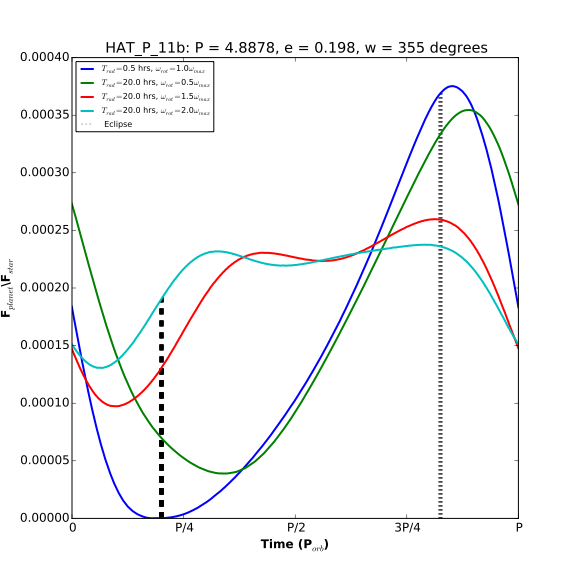 HAT_P_11b: P = 4.8878, e = 0.198, w = 355 degrees
0.00040
0.00035
0.00030
0.00025
0.00020
0.00015
0.00010
0.00005
0.00000
F_planet\F_star
T_rad=0.5 hrs, ω_rot=1.0ω_max
T_rad=20.0 hrs, ω_rot=0.5ω_max
T_rad=20.0 hrs, ω_rot=1.5ω_max
T_rad=20.0 hrs, ω_rot=2.0ω_max
Eclipse
0 P/4 P/2 3P/4 P
Time (P_orb)